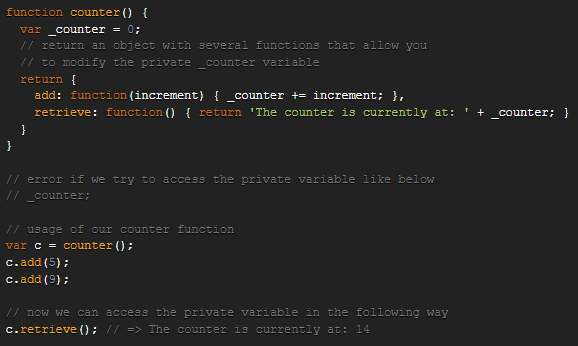 function counter() {
  var _counter = 0;
  // return an object with several functions that allow you
  // to modify the private _counter variable
  return {
    add: function(increment) { _counter += increment; },
    retrieve: function() { return 'The counter is currently at: ' + _counter; }
  }
}

// error if we try to access the private variable like below
// _counter;

// usage of our counter function
var c = counter();
c.add(5);
c.add(9);

// now we can access the private variable in the following way
c.retrieve(); // => The counter is currently at: 14